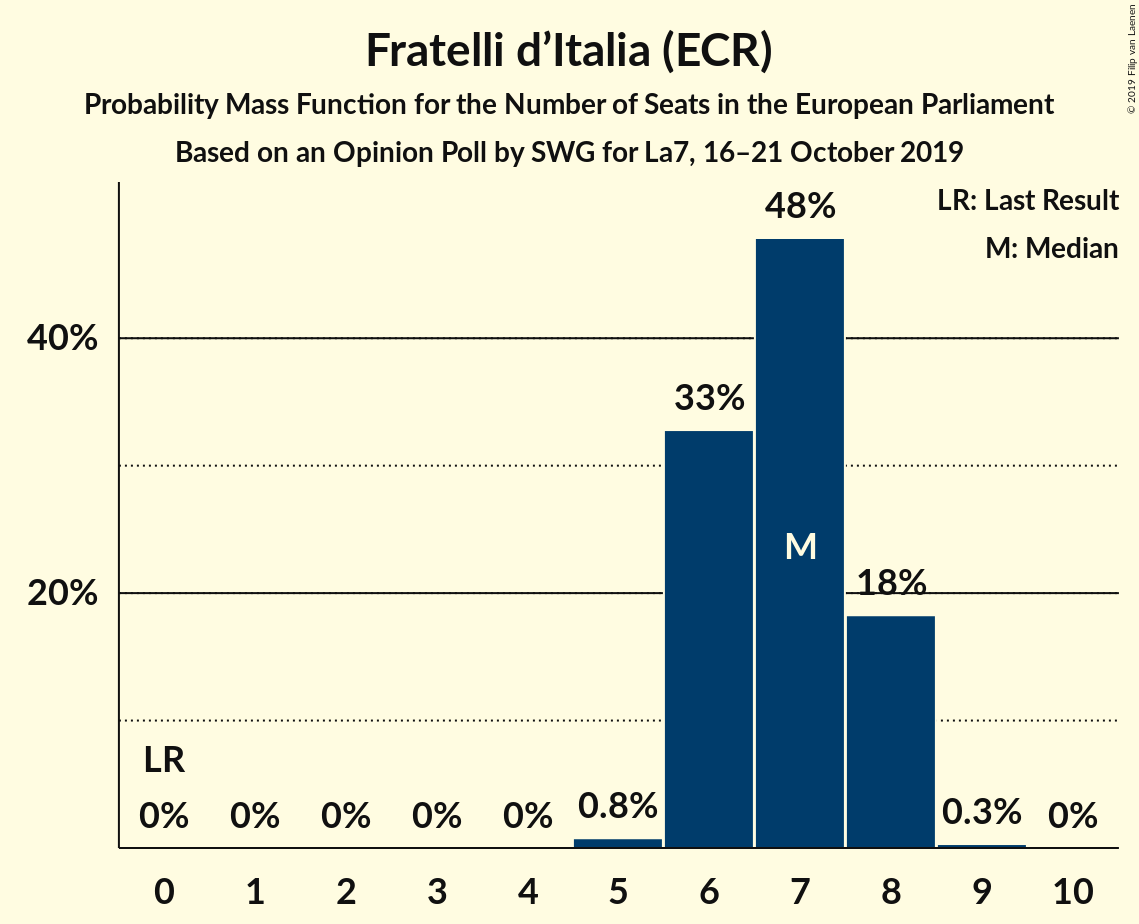 Fratelli d’Italia (ECR)
Probability Mass Function for the Number of Seats in the European Parliament
Based on an Opinion Poll by SWG for La7, 16–21 October 2019
© 2019 Filip van Laenen
LR: Last Result
M: Median
48%
40%
33%
M
20%
18%
LR
0%
0%
0%
0%
0%
0.8%
0.3%
0%
0 1 2 3 4 5 6 7 8 9 10